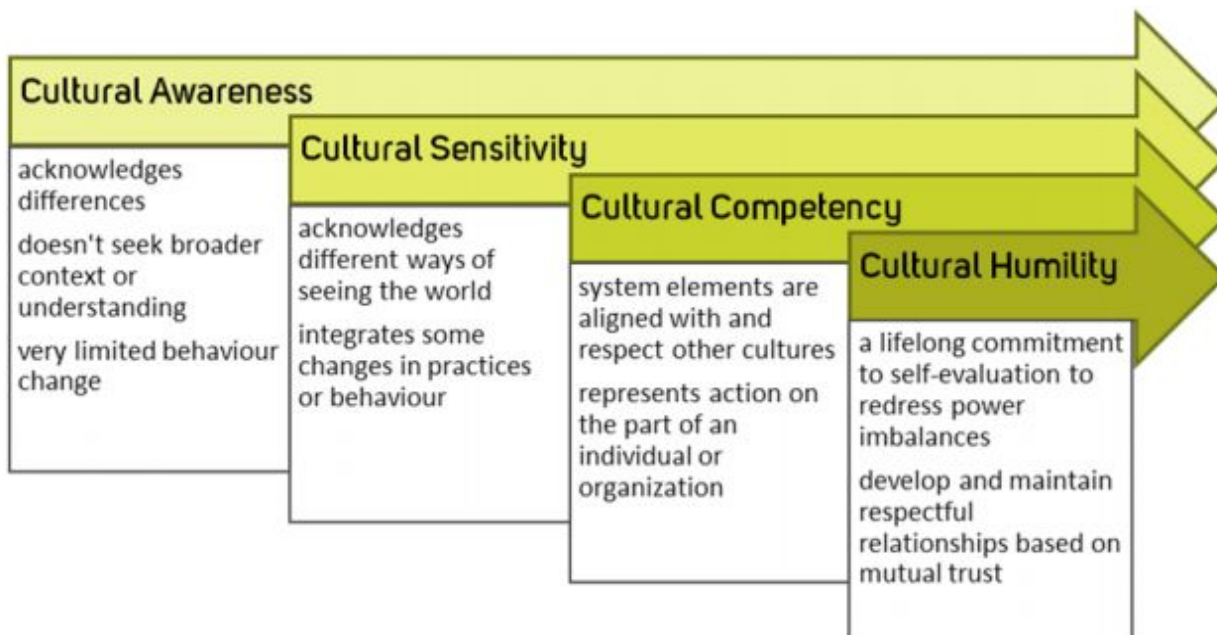 Cultural Awareness
acknowledges
differences
doesn't seek broader
context or
understanding
very limited behaviour
change
Cultural Sensitivity
acknowledges
different ways of
seeing the world
integrates some
changes in practices
or behaviour
Cultural Competency
system elements are
aligned with and
respect other cultures
represents action on
the part of an
individual or
organization
Cultural Humility
a lifelong commitment
to self-evaluation to
redress power
imbalances
develop and maintain
respectful
relationships based on
mutual trust